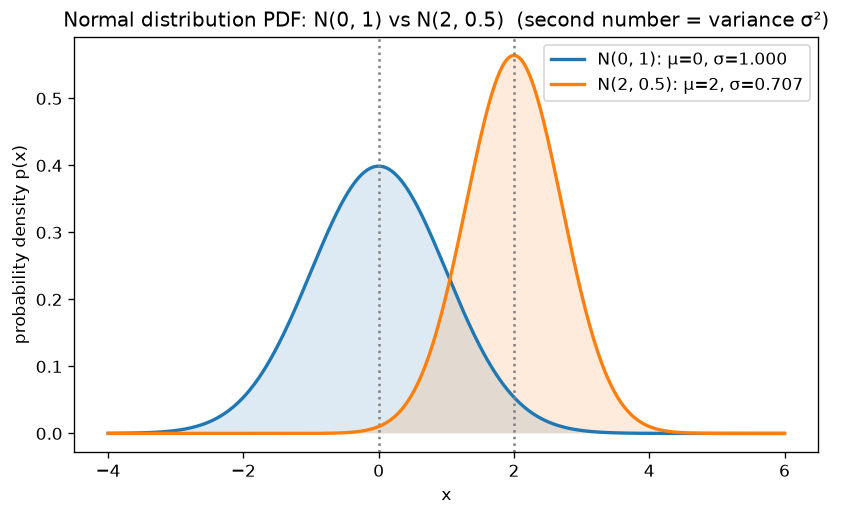 Normal distribution PDF: N(0, 1) vs N(2, 0.5)  (second number = variance σ²)
N(0, 1): μ=0, σ=1.000
N(2, 0.5): μ=2, σ=0.707
probability density p(x)
0.5
0.4
0.3
0.2
0.1
0.0
−4 −2 0 2 4 6
x